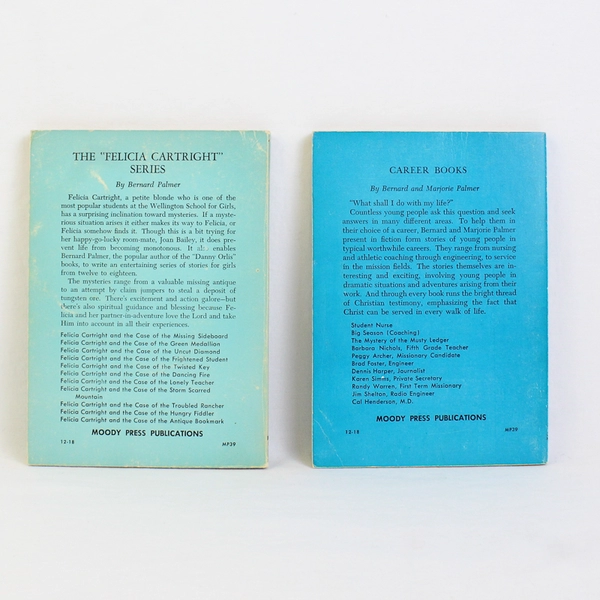 THE "FELICIA CARTRIGHT"
SERIES
By Bernard Palmer
Felicia Cartright, a petite blonde who is one of the
most popular students at the Wellington School for Girls,
has a surprising inclination toward mysteries. If a myste-
rious situation arises it either makes its way to Felicia, or
Felicia somehow finds it. Though this is a bit trying for
her happy-go-lucky room-mate, Joan Bailey, it does pre-
vent life from becoming monotonous. It enables
Bernard Palmer, the popular author of the "Danny Orlis"
books, to write an entertaining series of stories for girls
from twelve to eighteen.
The mysteries range from a valuable missing antique
to an attempt by claim jumpers to steal a deposit of
tungsten ore. There's excitement and action galore—but
there's also spiritual guidance and blessing because Fe-
licia and her partner-in-adventure love the Lord and take
Him into account in all their experiences.
Felicia Cartright and the Case of the Missing Sideboard
Felicia Cartright and the Case of the Green Medallion
Felicia Cartright and the Case of the Uncut Diamond
Felicia Cartright and the Case of the Frightened Student
Felicia Cartright and the Case of the Twisted Key
Felicia Cartright and the Case of the Dancing Fire
Felicia Cartright and the Case of the Lonely Teacher
Felicia Cartright and the Case of the Storm Scarred
Mountain
Felicia Cartright and the Case of the Troubled Rancher
Felicia Cartright and the Case of the Hungry Fiddler
Felicia Cartright and the Case of the Antique Bookmark
MOODY PRESS PUBLICATIONS
12-18 MP39
CAREER BOOKS
By Bernard and Marjorie Palmer
"What shall I do with my life?"
Countless young people ask this question and seek
answers in many different areas. To help them in
their choice of a career, Bernard and Marjorie Palmer
present in fiction form stories of young people in
typical worthwhile careers. They range from nursing
and athletic coaching through engineering, to service
in the mission fields. The stories themselves are in-
teresting and exciting, involving young people in
dramatic situations and adventures arising from their
work. And through every book runs the bright thread
of Christian testimony, emphasizing the fact that
Christ can be served in every walk of life.
Student Nurse
Big Season (Coaching)
The Mystery of the Musty Ledger
Barbara Nichols, Fifth Grade Teacher
Peggy Archer, Missionary Candidate
Brad Foster, Engineer
Dennis Harper, Journalist
Karen Simms, Private Secretary
Randy Warren, First Term Missionary
Jim Shelton, Radio Engineer
Cal Henderson, M.D.
MOODY PRESS PUBLICATIONS
12-18 MP39